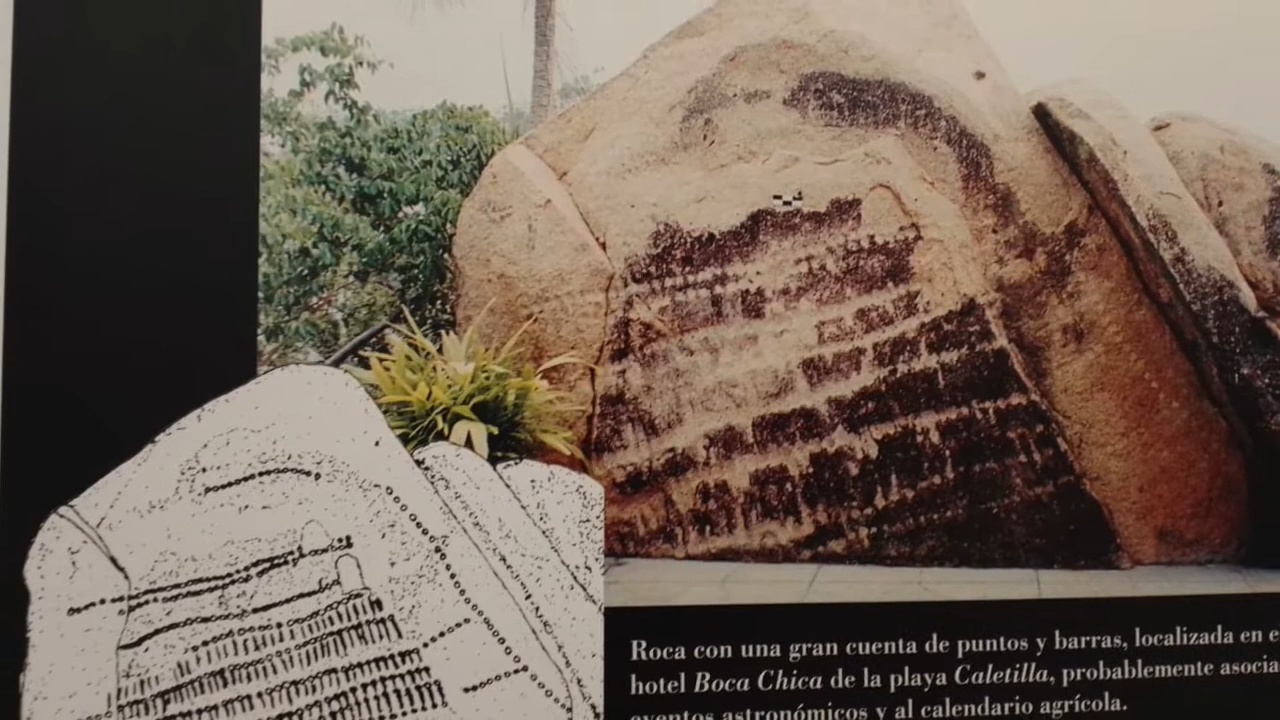 Roca con una gran cuenta de puntos y barras, localizada en
hotel Boca Chica de la playa Caletilla, probablemente
eventos astronómicos y al calendario agrícola.